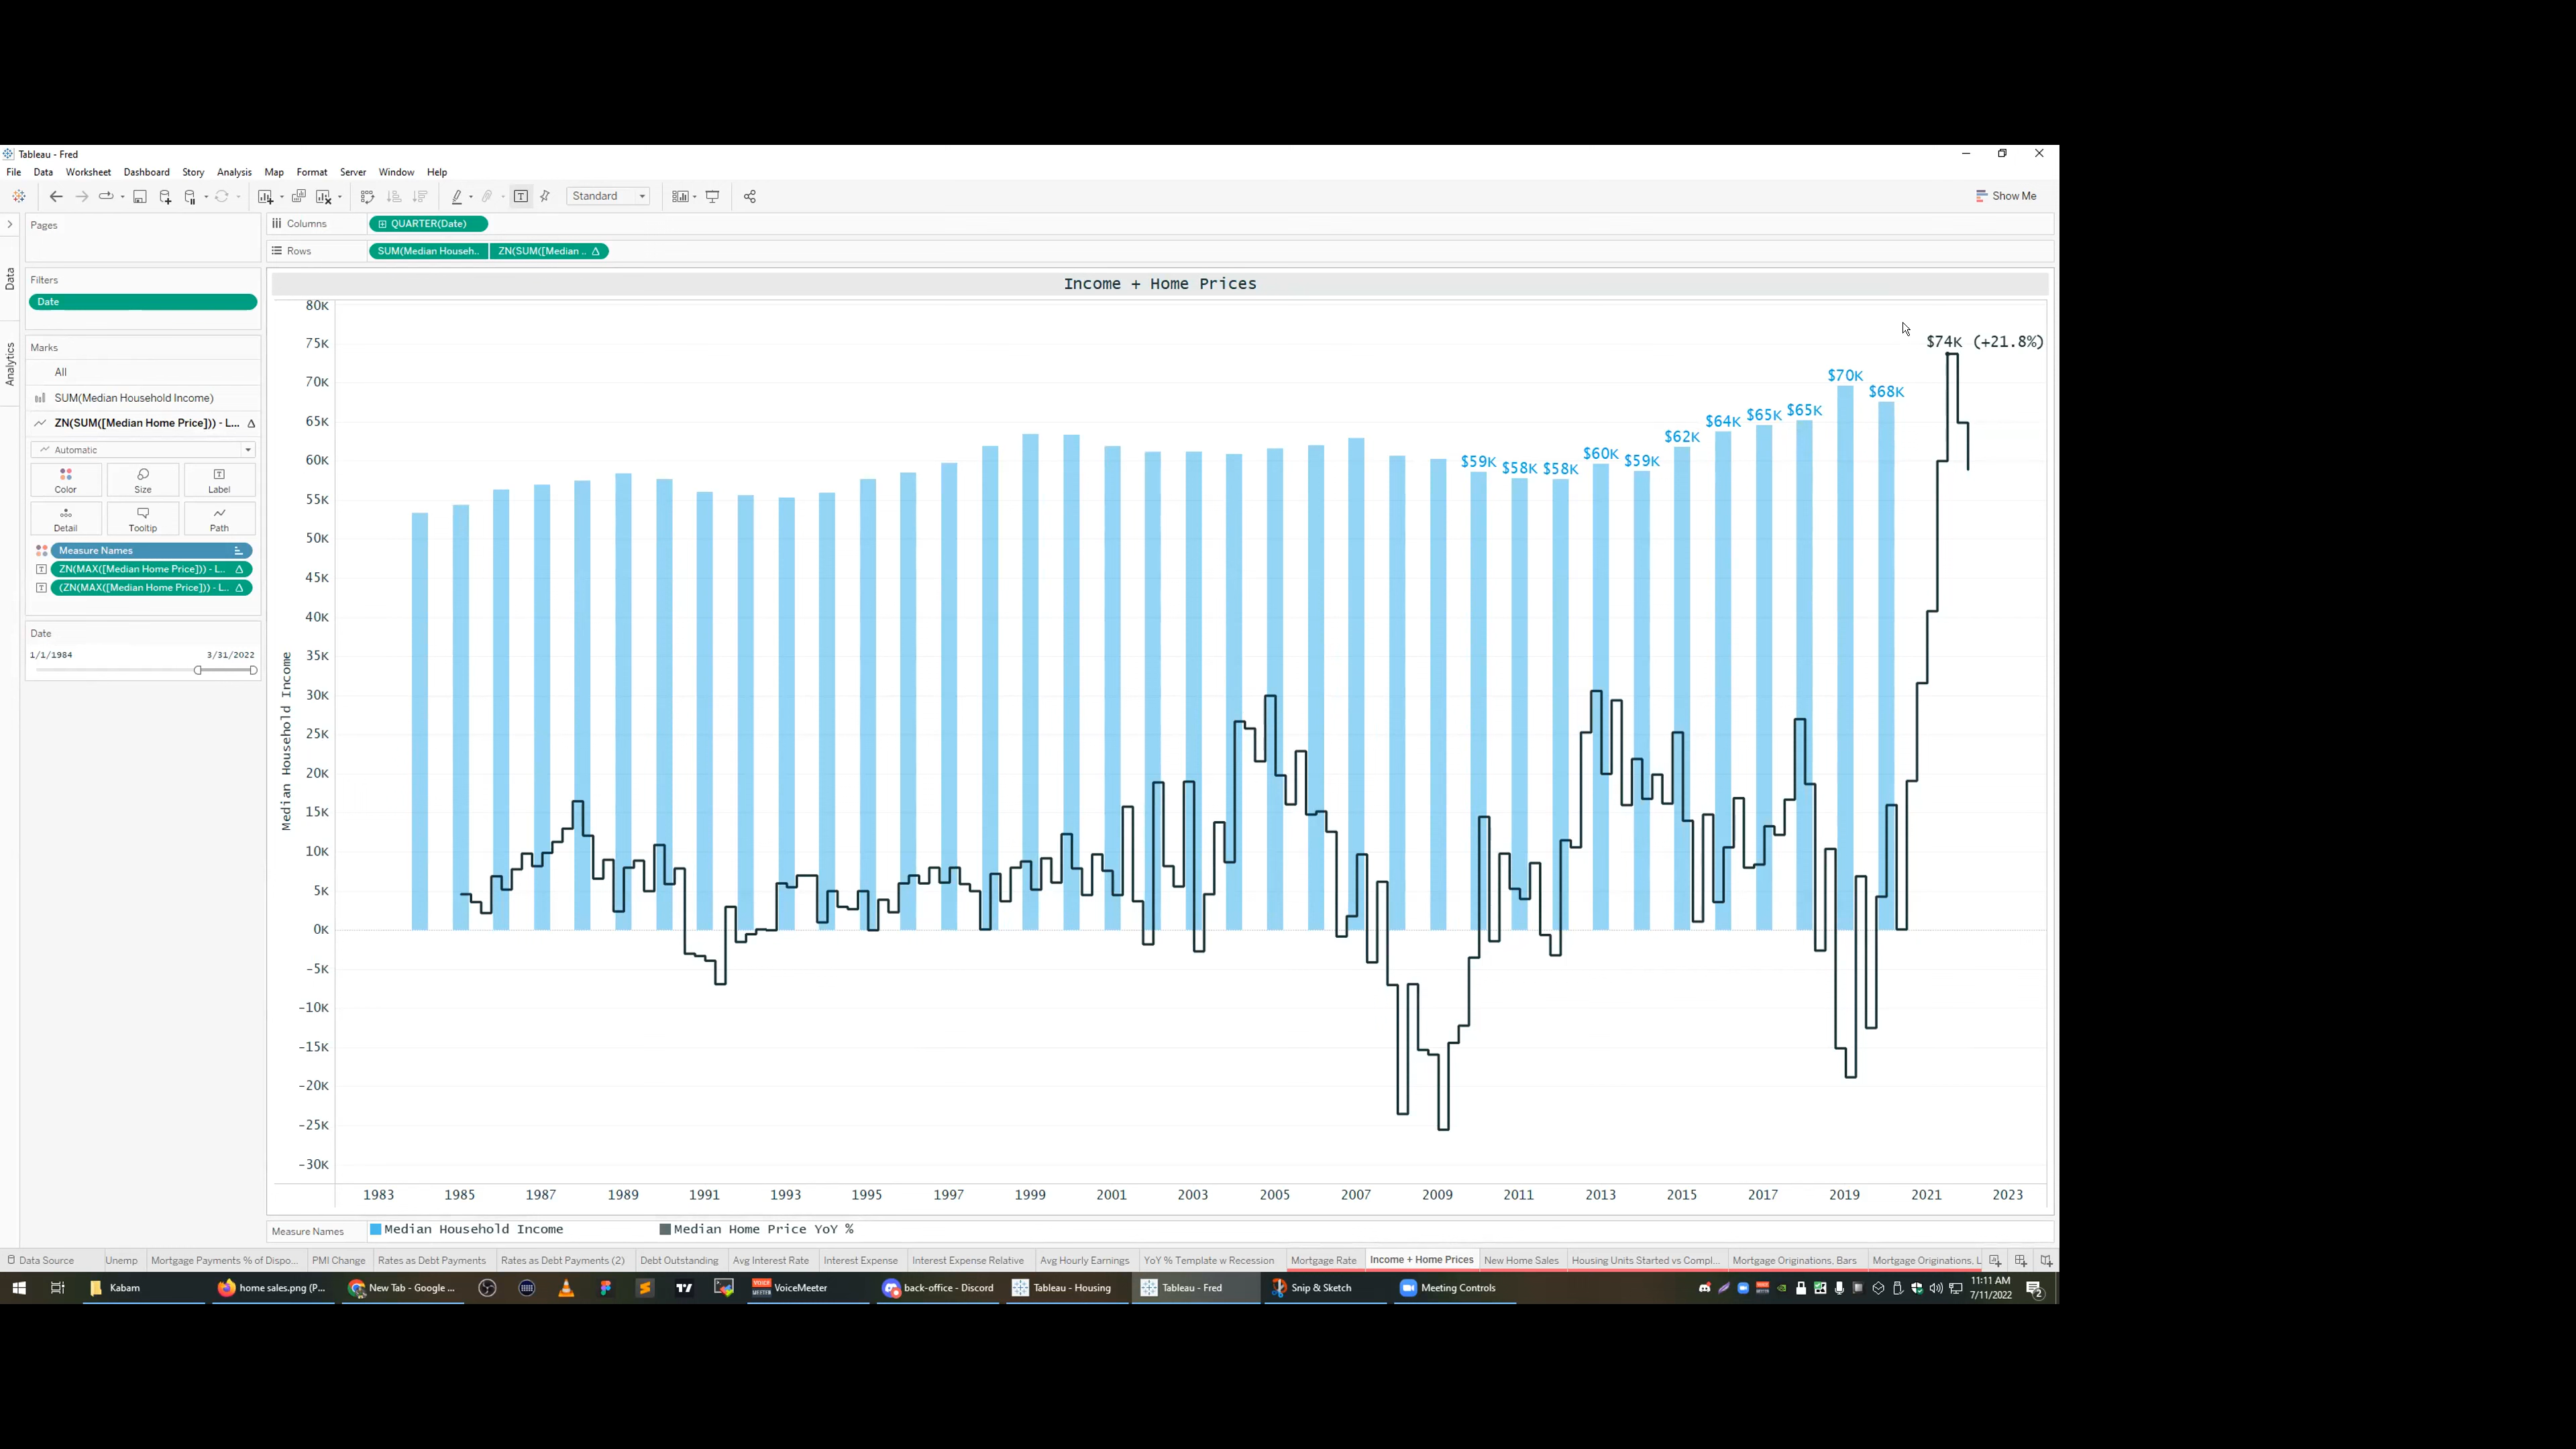 Tableau - Fred
File Data Worksheet Dashboard Story Analysis Map Format Server Window Help
Standard
Show Me
Pages
Columns
QUARTER(Date)
Rows
SUM(Median Househ..
ZN(SUM([Median ..
Data
Analytics
Filters
Date
Marks
All
SUM(Median Household Income)
ZN(SUM([Median Home Price])) - L...
Automatic
Color Size Label
Detail Tooltip Path
Measure Names
ZN(MAX([Median Home Price])) - L..
(ZN(MAX([Median Home Price])) - L..
Date
1/1/1984 3/31/2022
Income + Home Prices
Median Household Income
80K
75K
70K
65K
60K
55K
50K
45K
40K
35K
30K
25K
20K
15K
10K
5K
0K
-5K
-10K
-15K
-20K
-25K
-30K
$59K $58K $58K $60K $59K $62K $64K $65K $65K $70K $68K
$74K (+21.8%)
1983 1985 1987 1989 1991 1993 1995 1997 1999 2001 2003 2005 2007 2009 2011 2013 2015 2017 2019 2021 2023
Measure Names
Median Household Income
Median Home Price YoY %
Data Source Unemp Mortgage Payments % of Dispo... PMI Change Rates as Debt Payments Rates as Debt Payments (2) Debt Outstanding Avg Interest Rate Interest Expense Interest Expense Relative Avg Hourly Earnings YoY % Template w Recession Mortgage Rate Income + Home Prices New Home Sales Housing Units Started vs Compl... Mortgage Originations, Bars Mortgage Originations, L
Kabam home sales.png (P... New Tab - Google ... VoiceMeeter back-office - Discord Tableau - Housing Tableau - Fred Snip & Sketch Meeting Controls
11:11 AM
7/11/2022
2